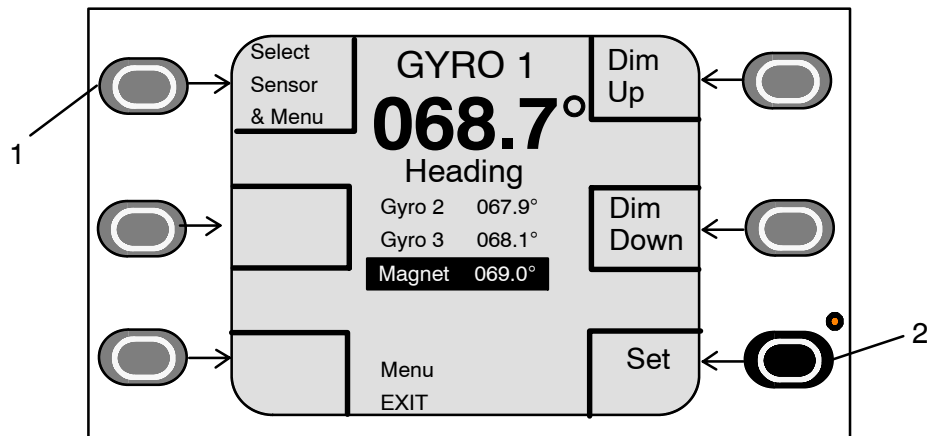 Select
Sensor
& Menu
GYRO 1
068.7°
Heading
Gyro 2 067.9°
Gyro 3 068.1°
Magnet 069.0°
Menu
EXIT
Dim
Up
Dim
Down
Set
1
2